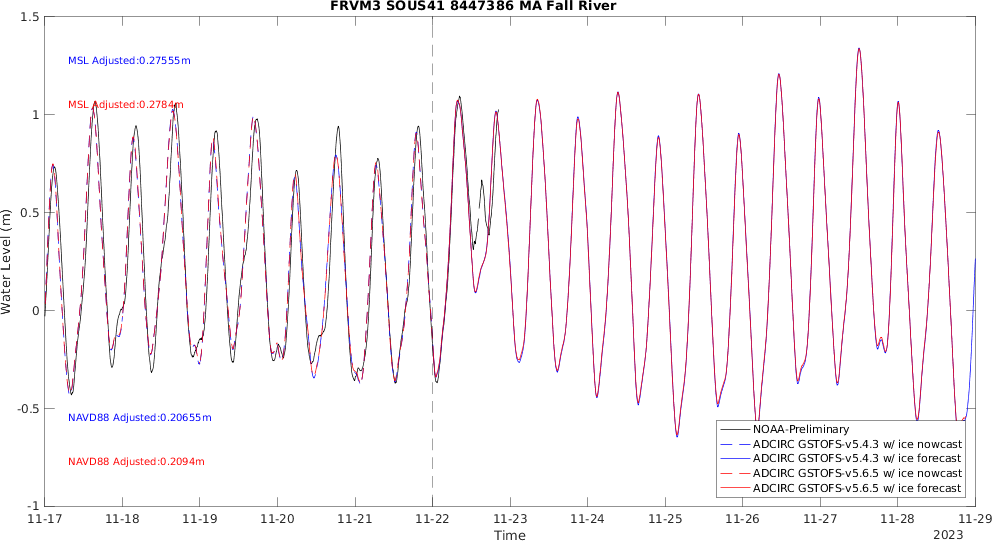 FRVM3 SOUS41 8447386 MA Fall River
1.5
1
0.5
0
-0.5
-1
Water Level (m)
MSL Adjusted:0.27555m
MSL Adjusted:0.2784m
NAVD88 Adjusted:0.20655m
NAVD88 Adjusted:0.2094m
NOAA-Preliminary
ADCIRC GSTOFS-v5.4.3 w/ ice nowcast
ADCIRC GSTOFS-v5.4.3 w/ ice forecast
ADCIRC GSTOFS-v5.6.5 w/ ice nowcast
ADCIRC GSTOFS-v5.6.5 w/ ice forecast
11-17 11-18 11-19 11-20 11-21 11-22 11-23 11-24 11-25 11-26 11-27 11-28 11-29
Time
2023